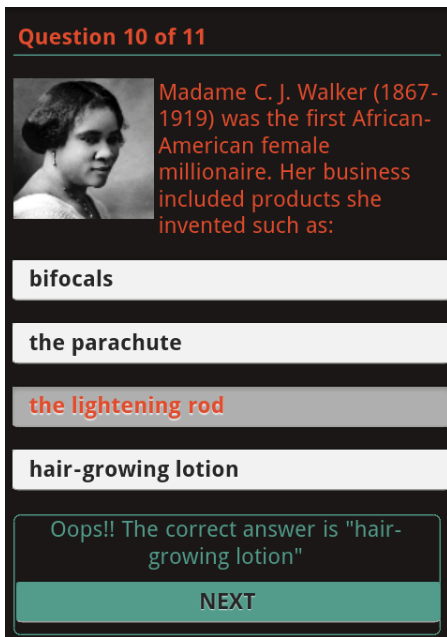 Question 10 of 11
Madame C. J. Walker (1867-
1919) was the first African-
American female
millionaire. Her business
included products she
invented such as:
bifocals
the parachute
the lightening rod
hair-growing lotion
Oops!! The correct answer is "hair-
growing lotion"
NEXT